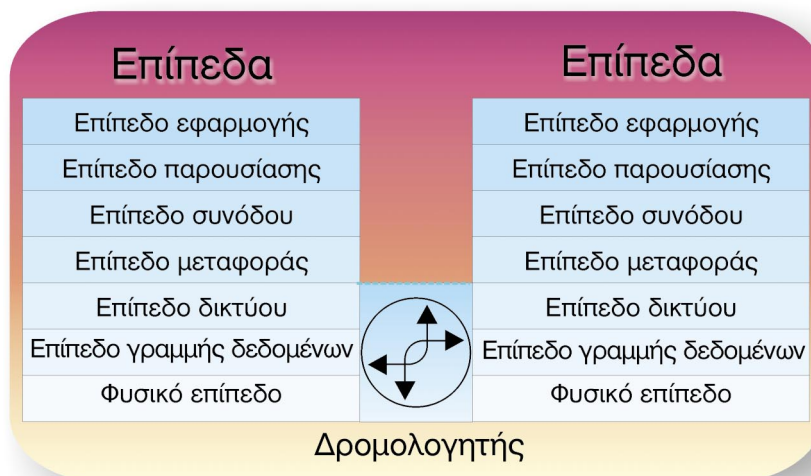 Επίπεδα
Επίπεδο εφαρμογής
Επίπεδο παρουσίασης
Επίπεδο συνόδου
Επίπεδο μεταφοράς
Επίπεδο δικτύου
Επίπεδο γραμμής δεδομένων
Φυσικό επίπεδο
Επίπεδα
Επίπεδο εφαρμογής
Επίπεδο παρουσίασης
Επίπεδο συνόδου
Επίπεδο μεταφοράς
Επίπεδο δικτύου
Επίπεδο γραμμής δεδομένων
Φυσικό επίπεδο
Δρομολογητής